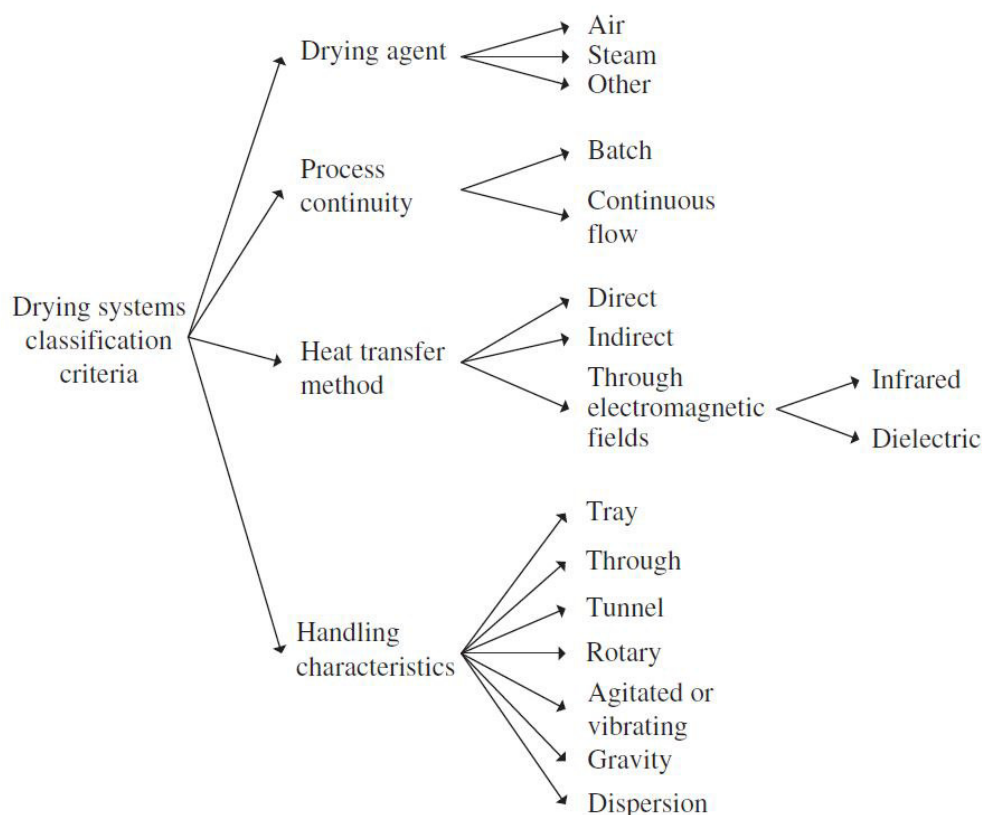 Drying systems
classification
criteria
Drying agent
Air
Steam
Other
Process
continuity
Batch
Continuous
flow
Heat transfer
method
Direct
Indirect
Through
electromagnetic
fields
Infrared
Dielectric
Handling
characteristics
Tray
Through
Tunnel
Rotary
Agitated or
vibrating
Gravity
Dispersion